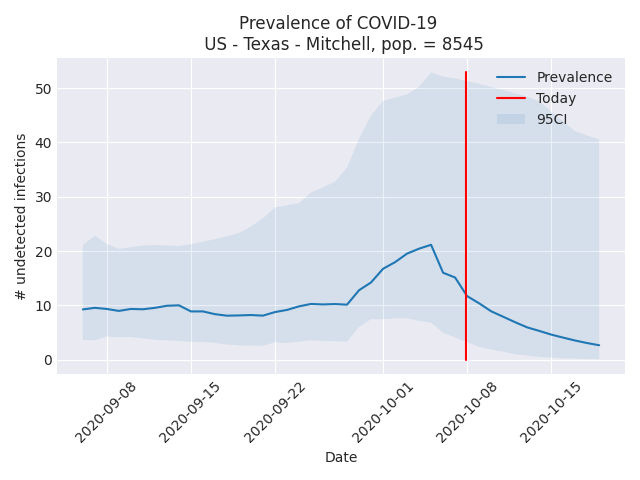 Prevalence of COVID-19
US - Texas - Mitchell, pop. = 8545
# undetected infections
50
40
30
20
10
0
Prevalence
Today
95CI
2020-09-08
2020-09-15
2020-09-22
2020-10-01
2020-10-08
2020-10-15
Date